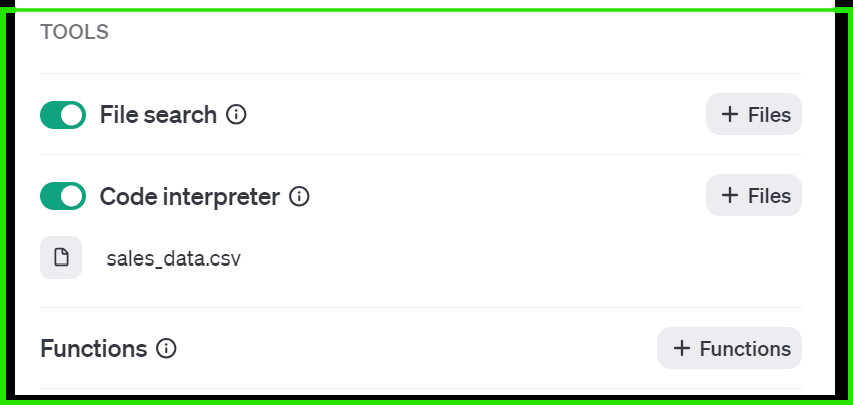 TOOLS
File search
+ Files
Code interpreter
+ Files
sales_data.csv
Functions
+ Functions